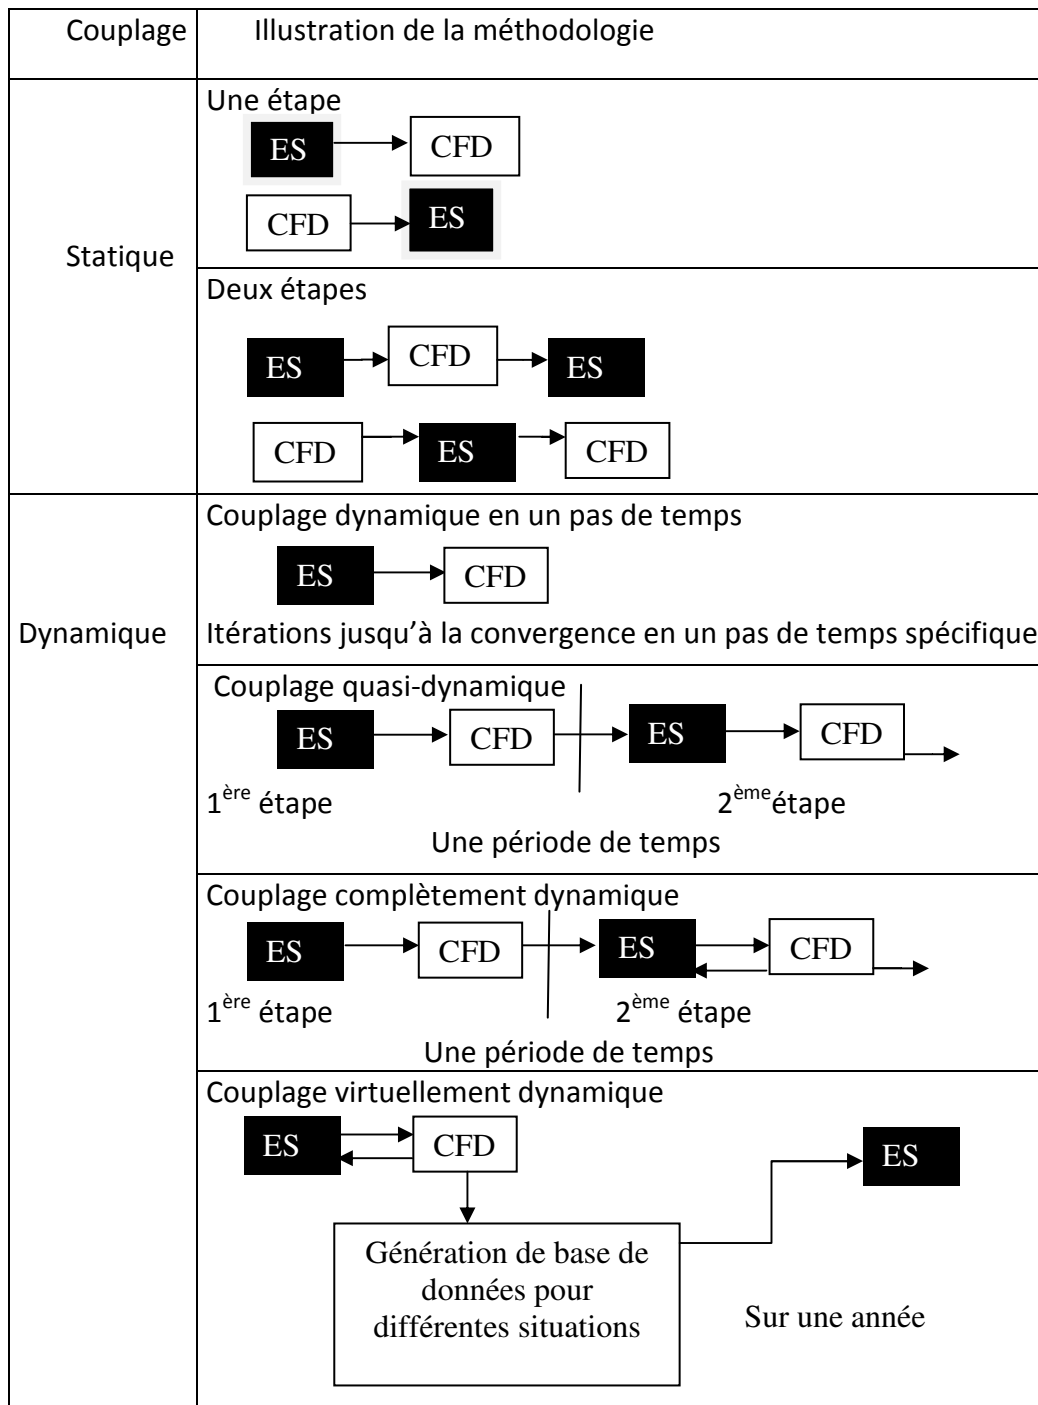 Couplage Illustration de la méthodologie
Une étape
ES CFD
CFD ES
Statique
Deux étapes
ES CFD ES
CFD ES CFD
Couplage dynamique en un pas de temps
ES CFD
Dynamique Itérations jusqu'à la convergence en un pas de temps spécifique
Couplage quasi-dynamique
ES CFD ES CFD
1ère étape 2ème étape
Une période de temps
Couplage complètement dynamique
ES CFD ES CFD
1ère étape 2ème étape
Une période de temps
Couplage virtuellement dynamique
ES CFD ES
Génération de base de
données pour
différentes situations
Sur une année